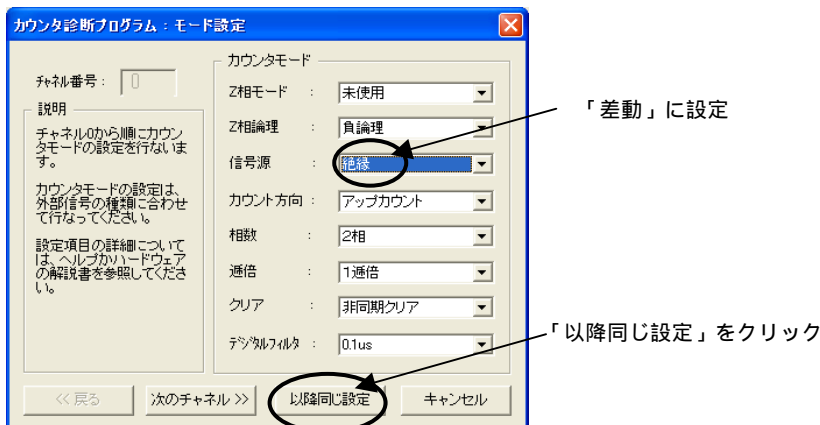 カウンタ診断プログラム：モード設定
チャネル番号： 0
説明
チャネル0から順にカウン
タモードの設定を行ないま
す。
カウンタモードの設定は、
外部信号の種類に合わせ
て行なってください。
設定項目の詳細について
は、ヘルプかハードウェア
の解説書を参照してくださ
い。
カウンタモード
Z相モード ： 未使用
Z相論理 ： 負論理
信号源 ： 絶縁
カウント方向： アップカウント
相数 ： 2相
逓倍 ： 1逓倍
クリア ： 非同期クリア
デジタルフィルタ ： 0.1us
<< 戻る 次のチャネル >> 以降同じ設定 キャンセル
「差動」に設定
「以降同じ設定」をクリック